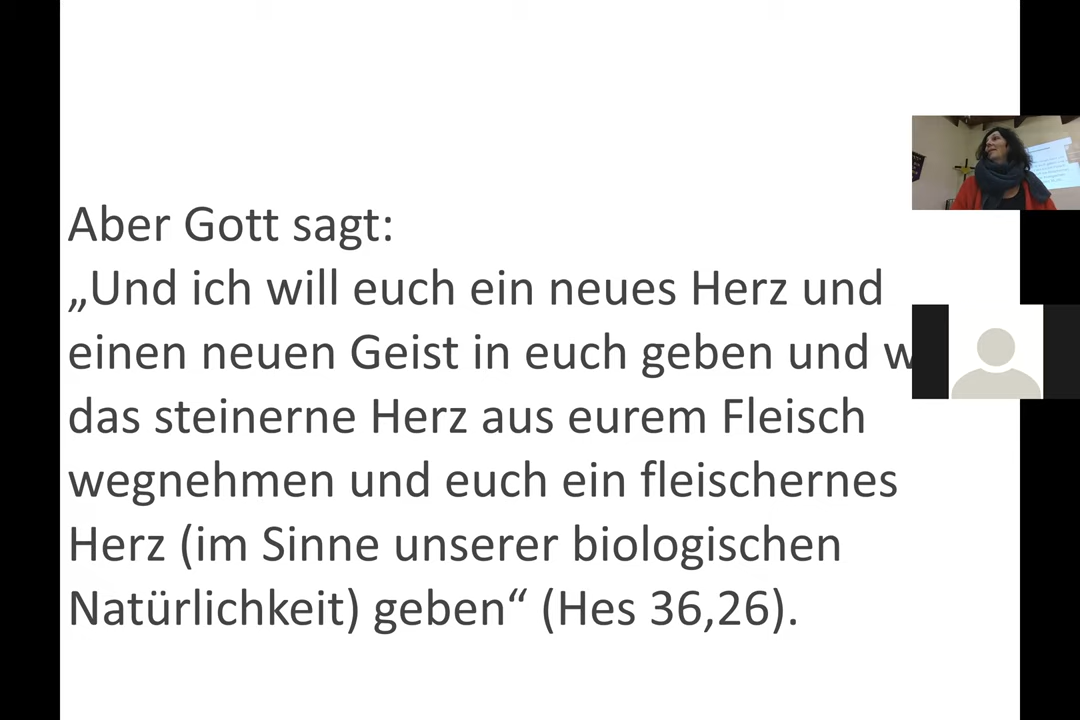 Aber Gott sagt:
„Und ich will euch ein neues Herz und
einen neuen Geist in euch geben und
das steinerne Herz aus eurem Fleisch
wegnehmen und euch ein fleischernes
Herz (im Sinne unserer biologischen
Natürlichkeit) geben“ (Hes 36,26).